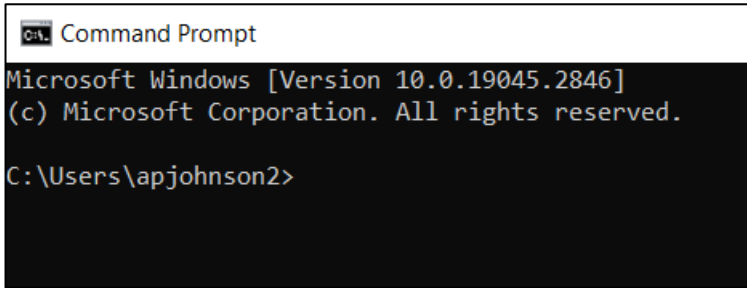 Command Prompt
Microsoft Windows [Version 10.0.19045.2846]
(c) Microsoft Corporation. All rights reserved.
C:\Users\apjohnson2>